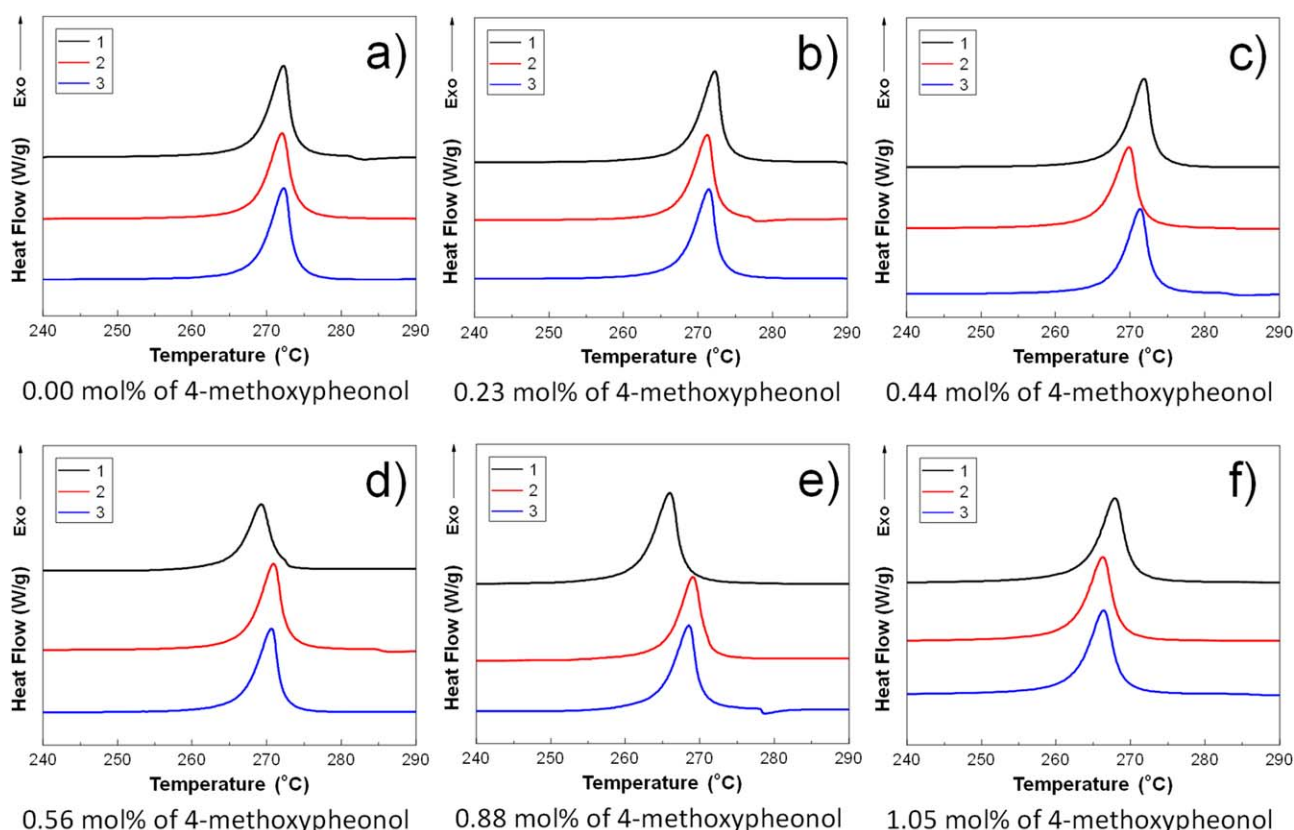 a)
1
2
3
Exo
Heat Flow (W/g)
240 250 260 270 280 290
Temperature (°C)
0.00 mol% of 4-methoxypheonol
b)
1
2
3
Exo
Heat Flow (W/g)
240 250 260 270 280 290
Temperature (°C)
0.23 mol% of 4-methoxypheonol
c)
1
2
3
Exo
Heat Flow (W/g)
240 250 260 270 280 290
Temperature (°C)
0.44 mol% of 4-methoxypheonol
d)
1
2
3
Exo
Heat Flow (W/g)
240 250 260 270 280 290
Temperature (°C)
0.56 mol% of 4-methoxypheonol
e)
1
2
3
Exo
Heat Flow (W/g)
240 250 260 270 280 290
Temperature (°C)
0.88 mol% of 4-methoxypheonol
f)
1
2
3
Exo
Heat Flow (W/g)
240 250 260 270 280 290
Temperature (°C)
1.05 mol% of 4-methoxypheonol